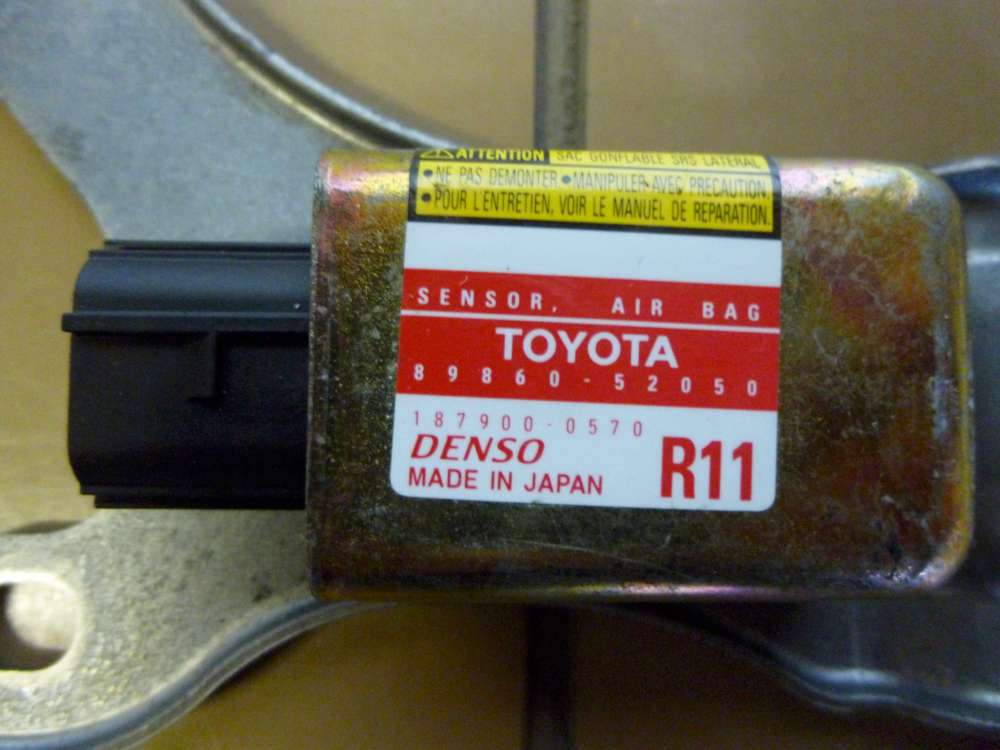 ⚠ATTENTION SAC GONFLABLE SRS LATERAL
•NE PAS DEMONTER •MANIPULER AVEC PRECAUTION.
•POUR L'ENTRETIEN, VOIR LE MANUEL DE REPARATION.
SENSOR, AIR BAG
TOYOTA
89860-52050
187900-0570
DENSO
MADE IN JAPAN
R11